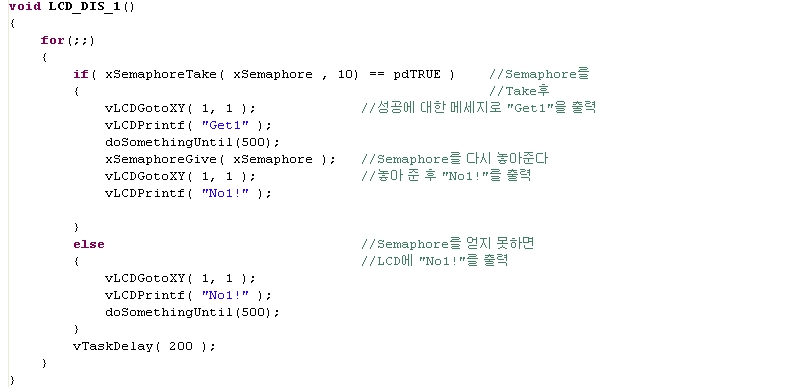 void LCD_DIS_1()
{
    for(;;)
    {
        if( xSemaphoreTake( xSemaphore , 10) == pdTRUE )    //Semaphore를
        {                                                   //Take후
            vLCDGotoXY( 1, 1 );             //성공에 대한 메세지로 "Get1"을 출력
            vLCDPrintf( "Get1" );
            doSomethingUntil(500);
            xSemaphoreGive( xSemaphore );   //Semaphore를 다시 놓아준다
            vLCDGotoXY( 1, 1 );             //놓아 준 후 "No1!"을 출력
            vLCDPrintf( "No1!" );
        }
        else                                //Semaphore를 얻지 못하면
        {                                   //LCD에 "No1!"를 출력
            vLCDGotoXY( 1, 1 );
            vLCDPrintf( "No1!" );
            doSomethingUntil(500);
        }
        vTaskDelay( 200 );
    }
}